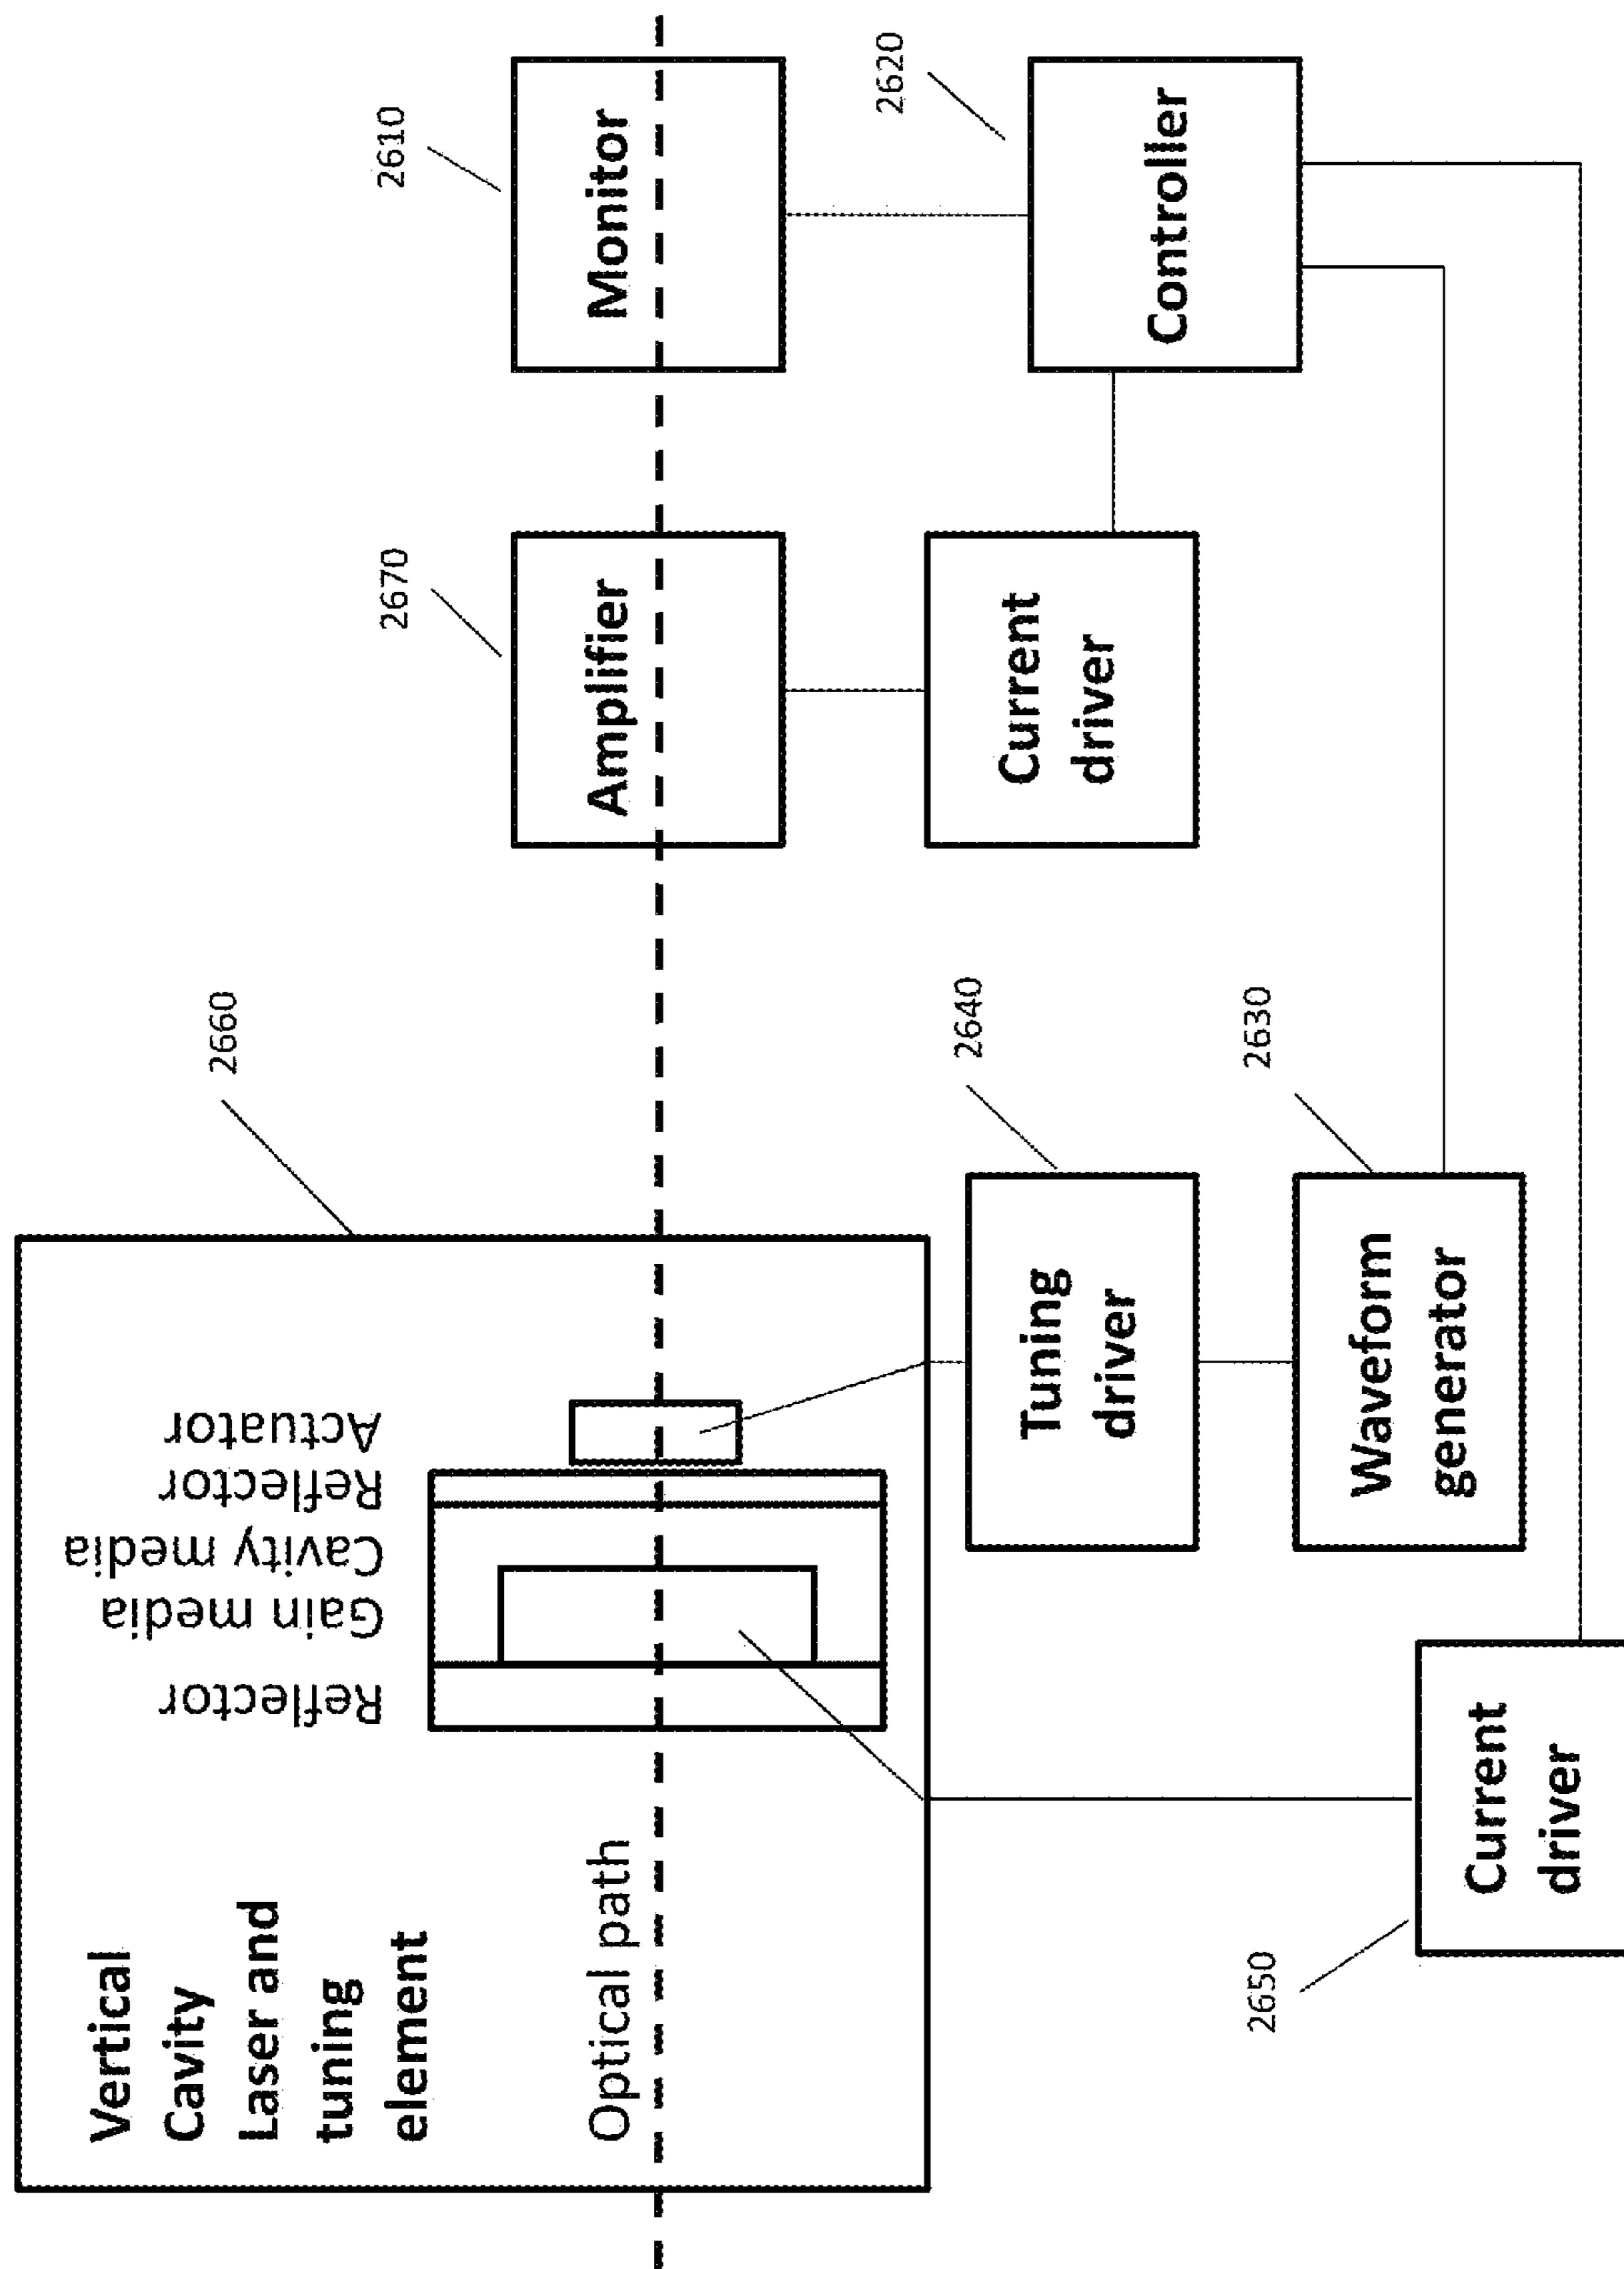 Vertical
Cavity
Laser and
tuning
element
Reflector
Gain media
Cavity media
Reflector
Actuator
Optical path
2660
2670
Amplifier
2610
Monitor
2640
Tuning
driver
Current
driver
2620
Controller
2630
Waveform
generator
2650
Current
driver